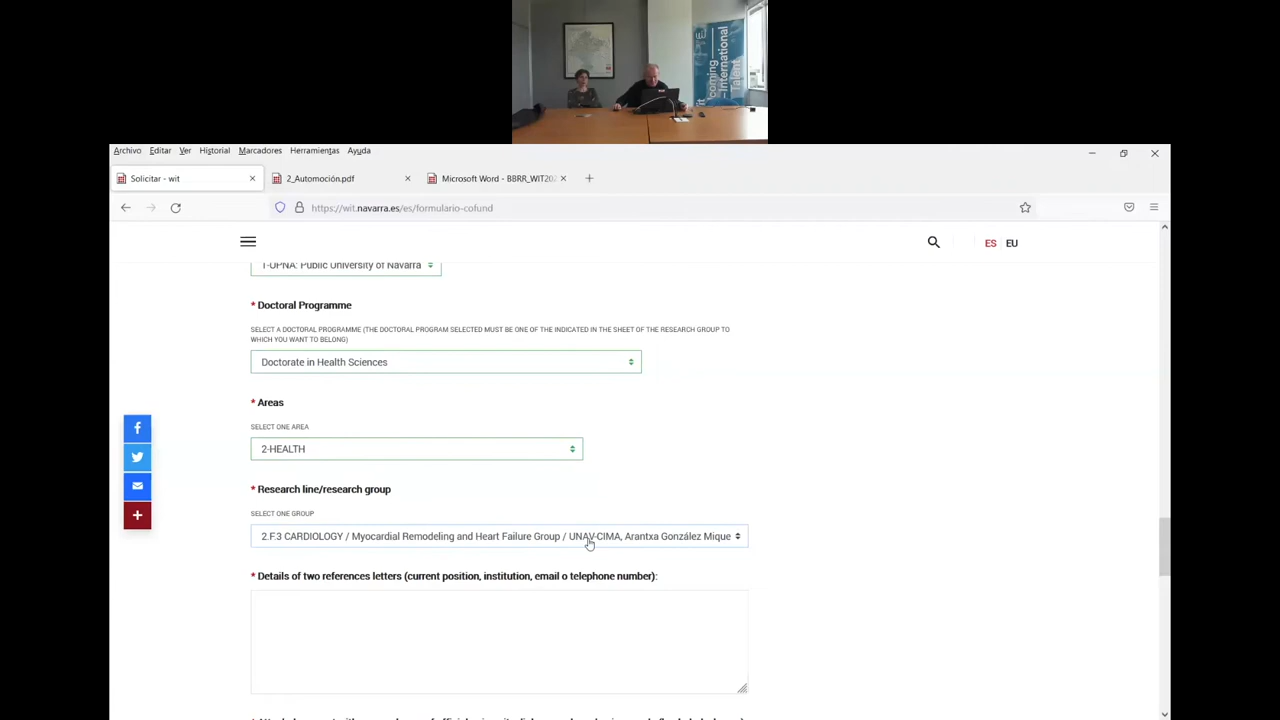 coming
International
Talent
Archivo Editar Ver Historial Marcadores Herramientas Ayuda
Solicitar - wit
2_Automoción.pdf
Microsoft Word - BBRR_WIT202
https://wit.navarra.es/es/formulario-cofund
ES EU
1-UPNA: Public University of Navarra
* Doctoral Programme
SELECT A DOCTORAL PROGRAMME (THE DOCTORAL PROGRAM SELECTED MUST BE ONE OF THE INDICATED IN THE SHEET OF THE RESEARCH GROUP TO
WHICH YOU WANT TO BELONG)
Doctorate in Health Sciences
* Areas
SELECT ONE AREA
2-HEALTH
* Research line/research group
SELECT ONE GROUP
2.F.3 CARDIOLOGY / Myocardial Remodeling and Heart Failure Group / UNAV-CIMA, Arantxa González Mique
* Details of two references letters (current position, institution, email o telephone number):